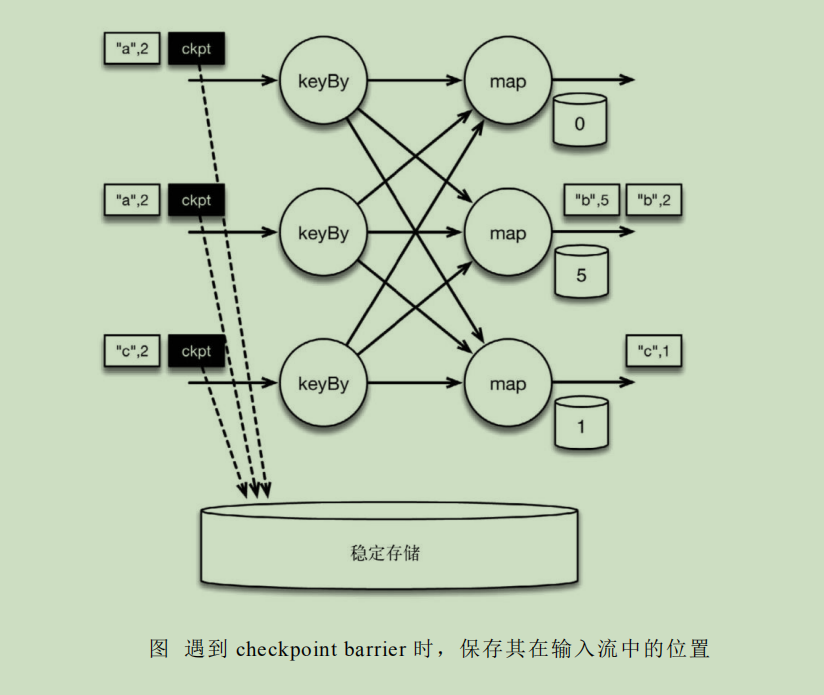 "a",2 ckpt
keyBy map
0
"a",2 ckpt "b",5 "b",2
keyBy map
5
"c",2 ckpt "c",1
keyBy map
1
稳定存储
图 遇到 checkpoint barrier 时，保存其在输入流中的位置